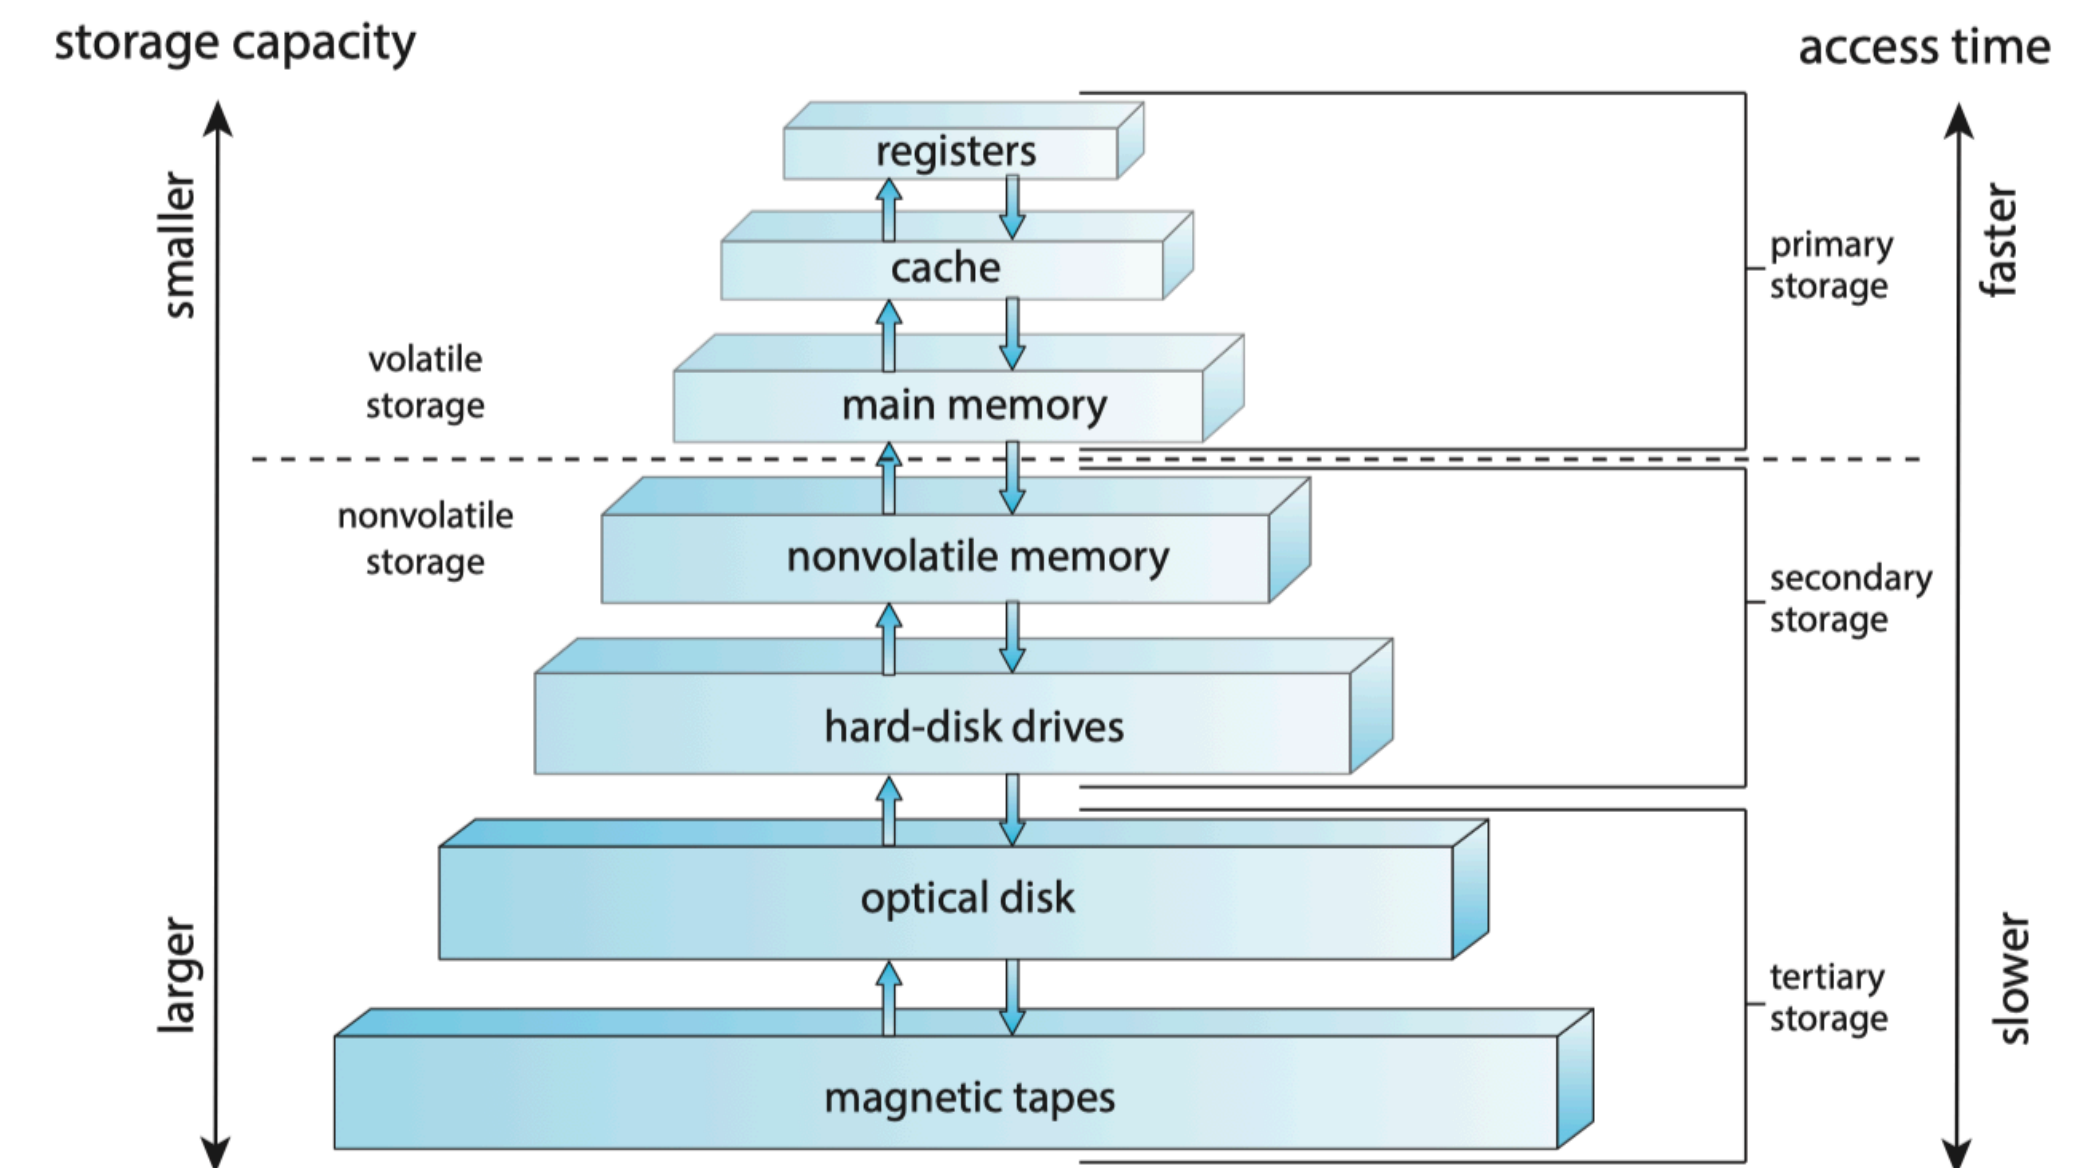 storage capacity
access time
smaller
larger
volatile
storage
nonvolatile
storage
registers
cache
main memory
nonvolatile memory
hard-disk drives
optical disk
magnetic tapes
primary
storage
secondary
storage
tertiary
storage
faster
slower